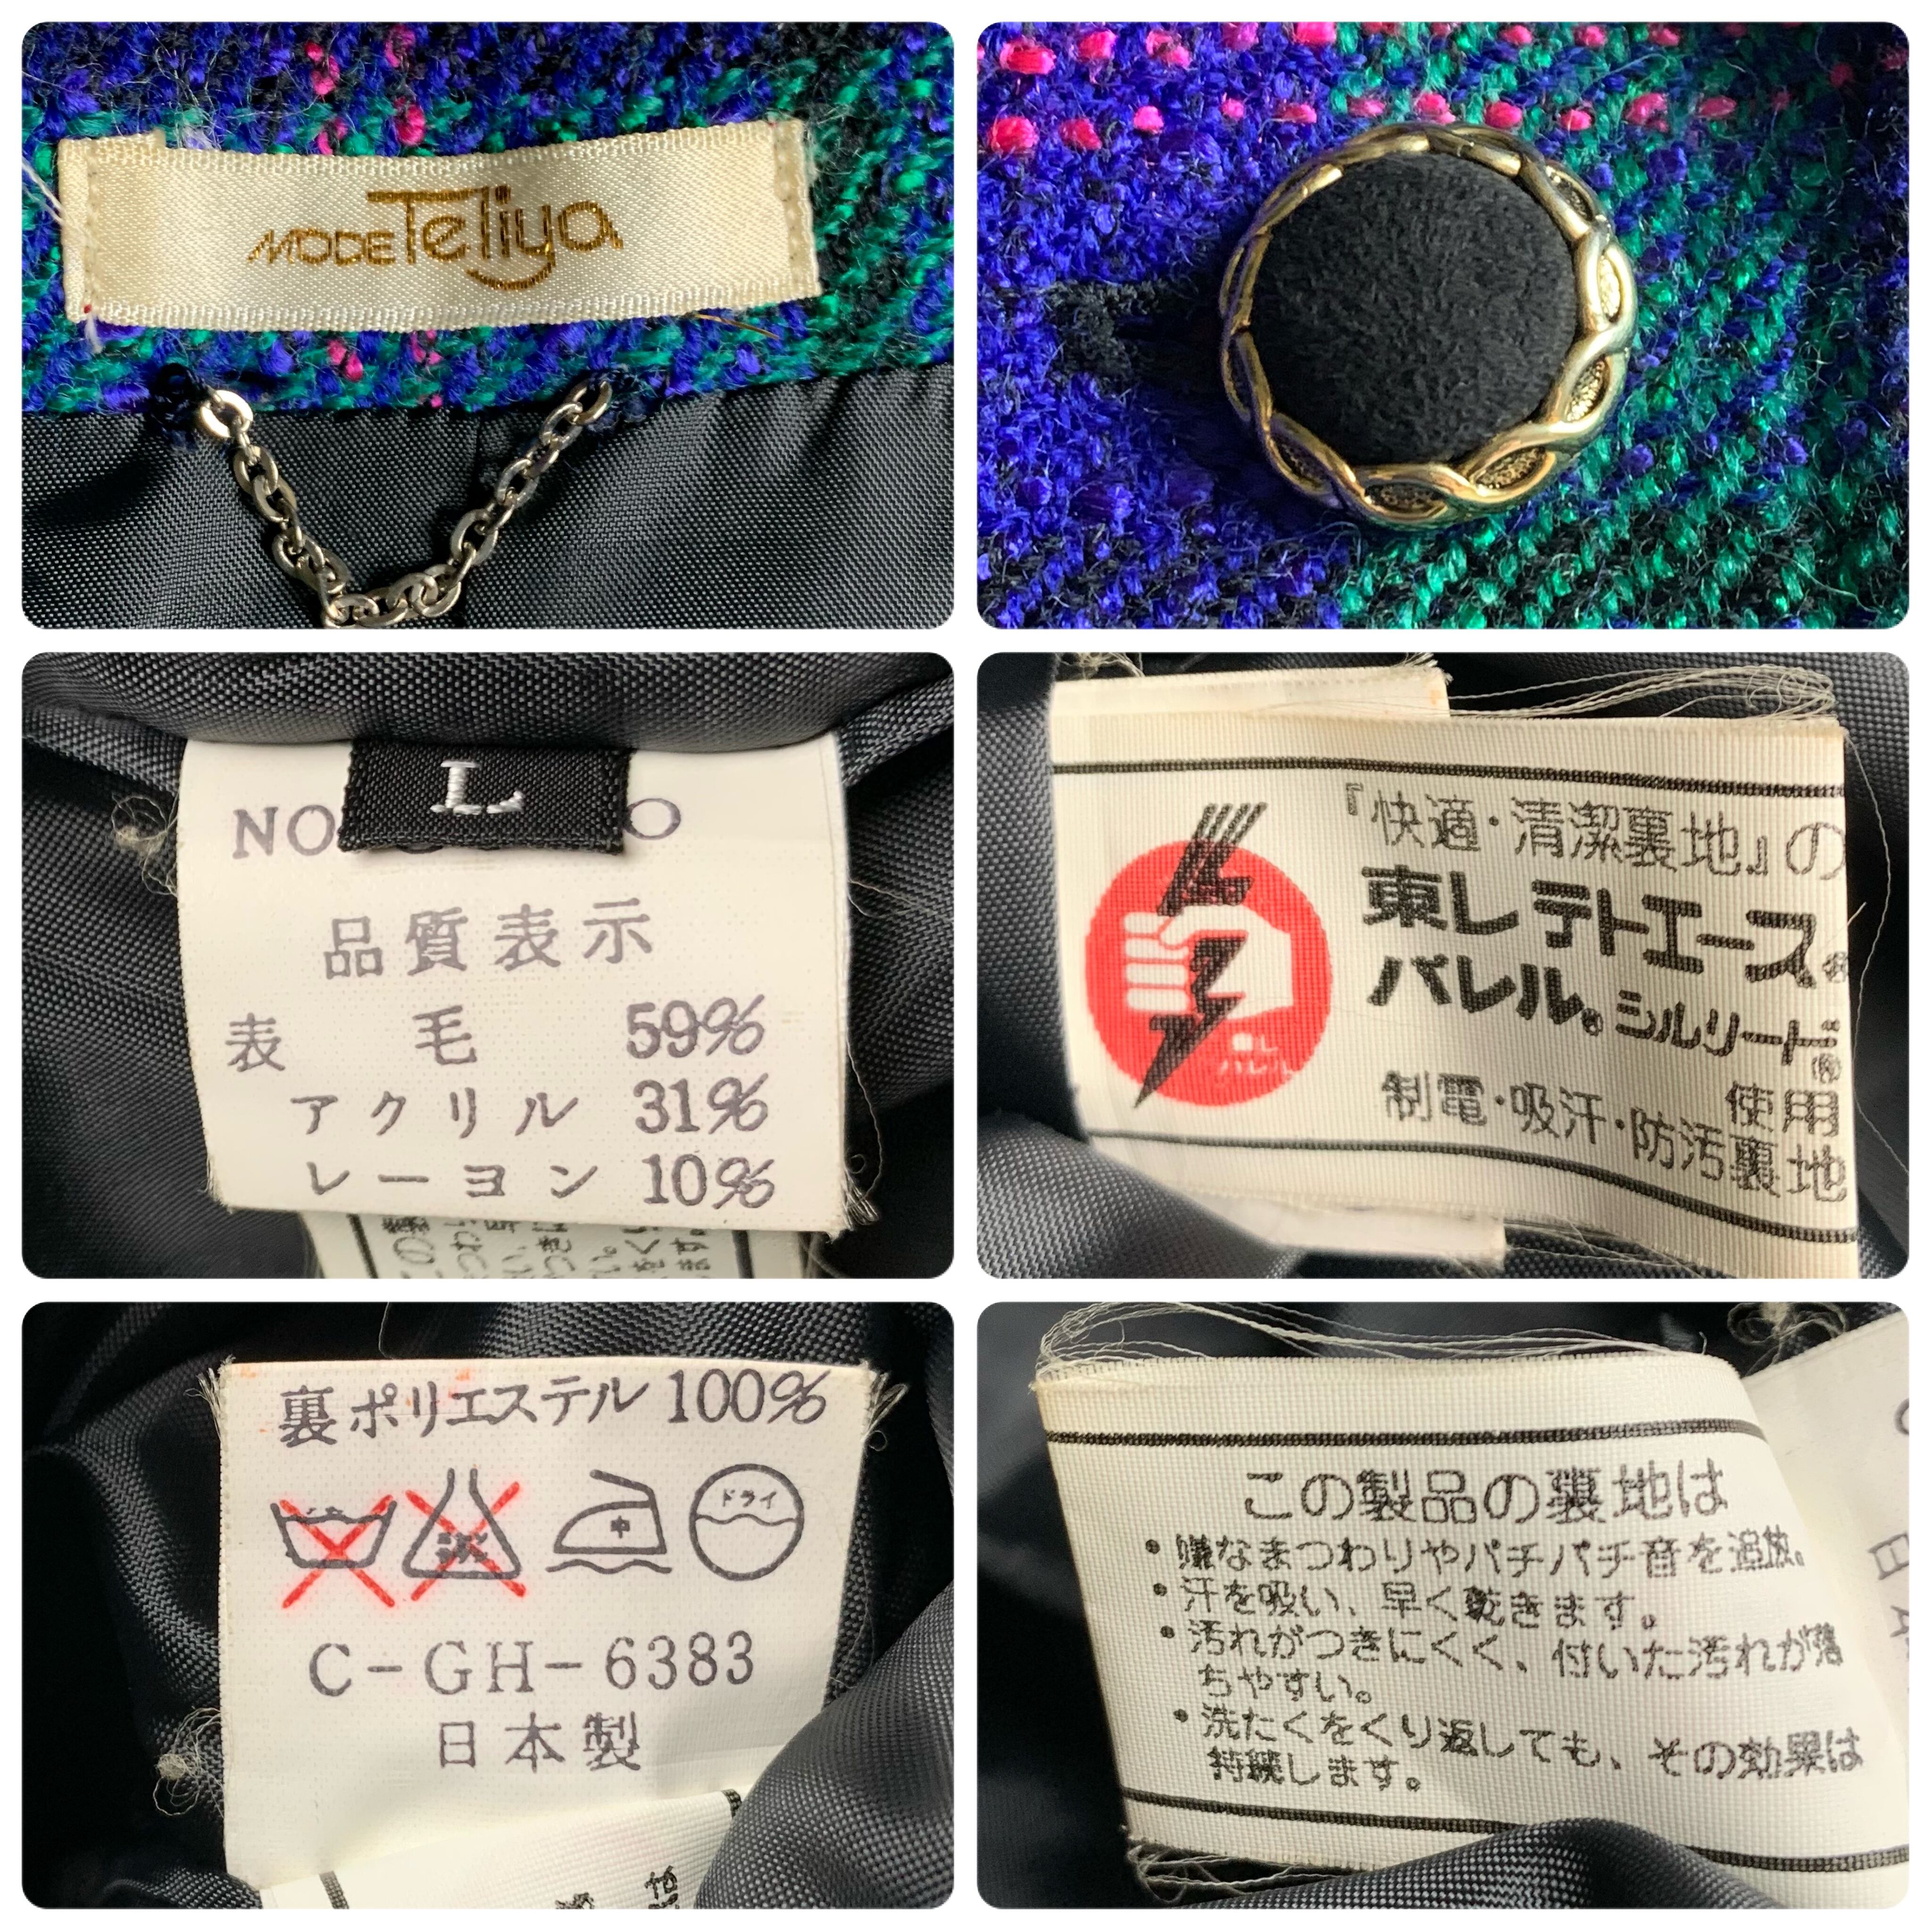 MODE Teliya
L
NO
品質表示
表 毛 59%
アクリル 31%
レーヨン 10%
『快適・清潔裏地』の
東レ テトエース®
バレル® シルリード®
使用
制電・吸汗・防汚裏地
裏ポリエステル 100%
中
ドライ
C-GH-6383
日本製
この製品の裏地は
・嫌なまつわりやパチパチ音を追放。
・汗を吸い、早く乾きます。
・汚れがつきにくく、付いた汚れが落
ちやすい。
・洗たくをくり返しても、その効果は
持続します。